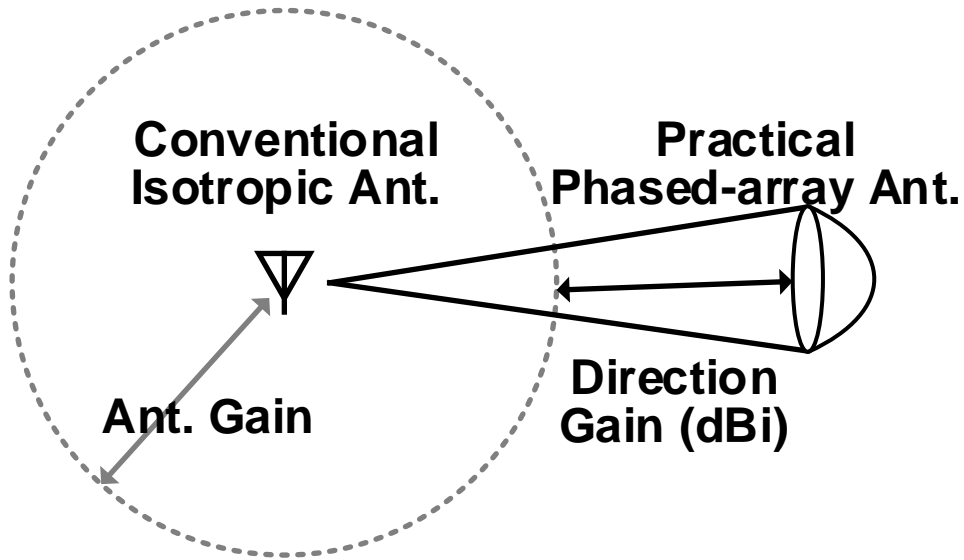 Conventional
Isotropic Ant.
Practical
Phased-array Ant.
Ant. Gain
Direction
Gain (dBi)